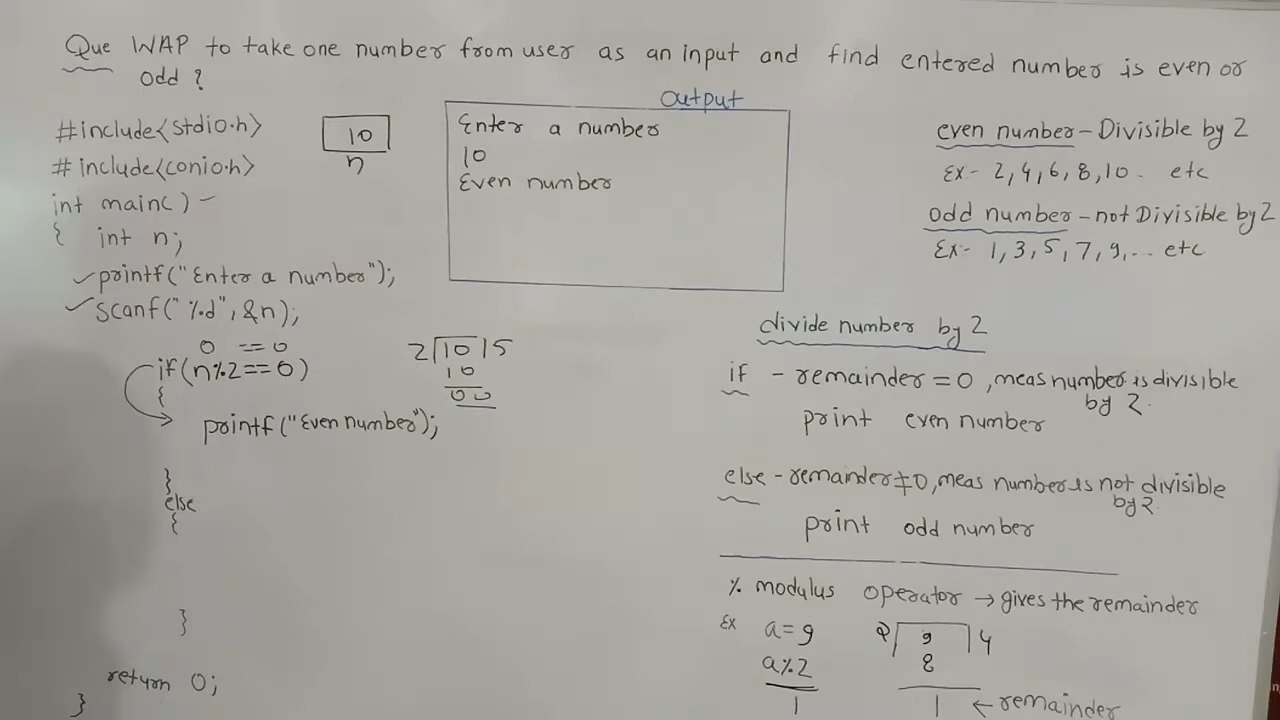 Que WAP to take one number from user as an input and find entered number is even or
odd ?
#include<stdio.h>
#include<conio.h>
int main()
{ int n;
printf("Enter a number");
scanf("%d",&n);
0 == 0
if(n%2==0)
{
printf("Even number");
}
else
{
}
return 0;
}
10
n
2 10 5
10
00
output
Enter a number
10
Even number
even number - Divisible by 2
Ex- 2,4,6,8,10. etc
odd number - not Divisible by 2
Ex- 1,3,5,7,9,... etc
divide number by 2
if - remainder = 0, meas number is divisible
by 2.
print even number
else - remainder ≠ 0, meas number is not divisible
by 2.
print odd number
% modulus operator → gives the remainder
Ex a=9
a%2
1
2 9 4
8
1 ← remainder